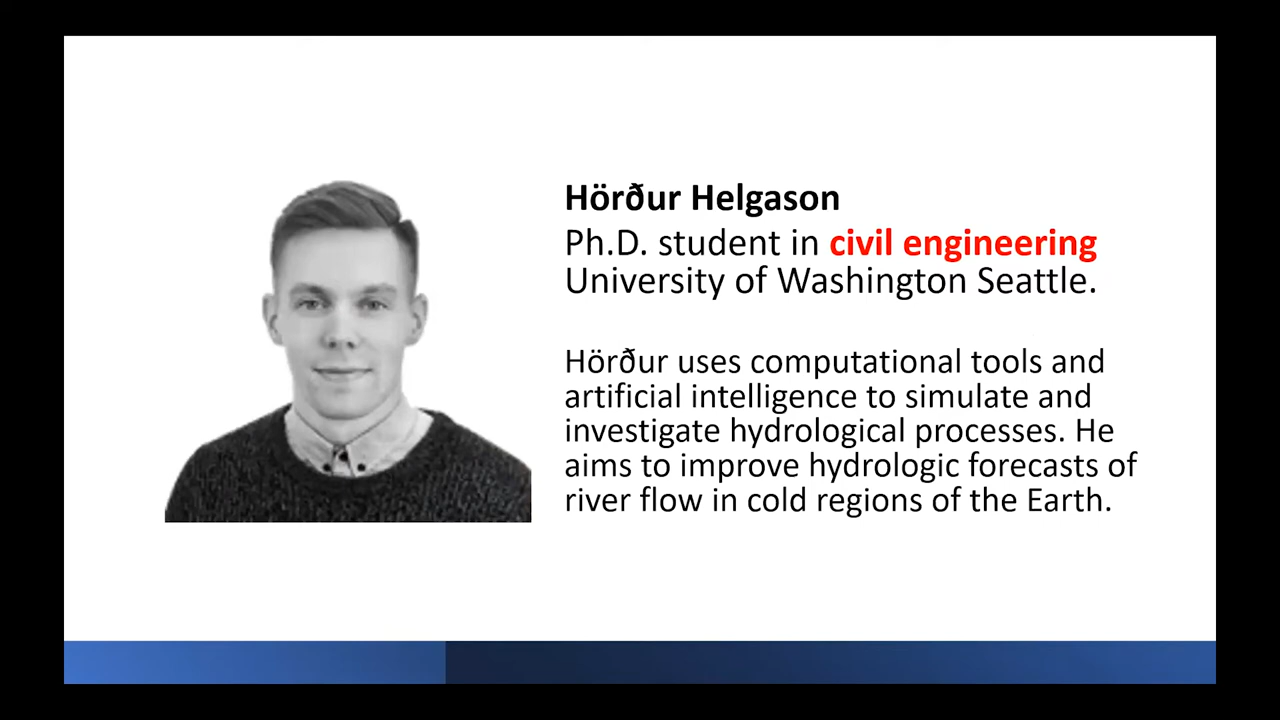 Hörður Helgason
Ph.D. student in civil engineering
University of Washington Seattle.
Hörður uses computational tools and
artificial intelligence to simulate and
investigate hydrological processes. He
aims to improve hydrologic forecasts of
river flow in cold regions of the Earth.